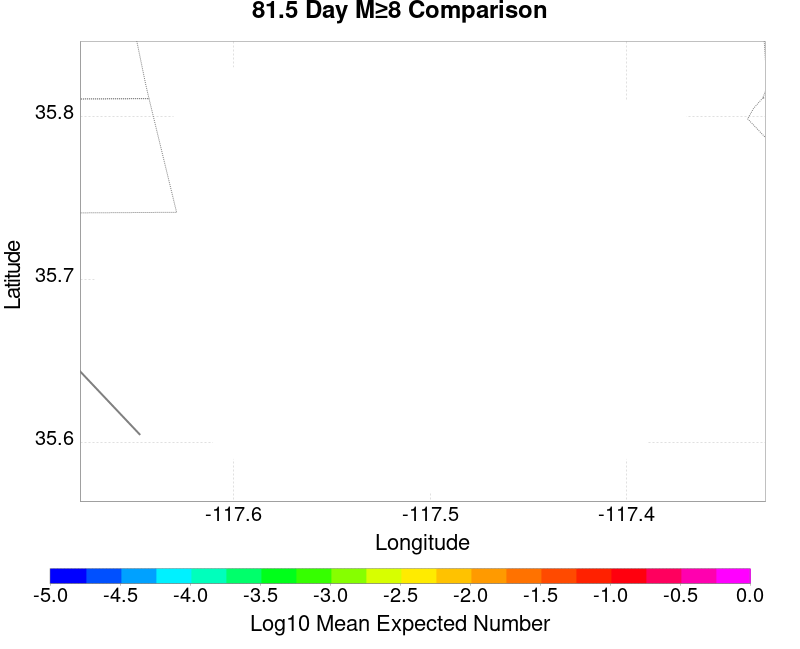 81.5 Day M≥8 Comparison
35.8
35.7
35.6
Latitude
-117.6 -117.5 -117.4
Longitude
-5.0 -4.5 -4.0 -3.5 -3.0 -2.5 -2.0 -1.5 -1.0 -0.5 0.0
Log10 Mean Expected Number